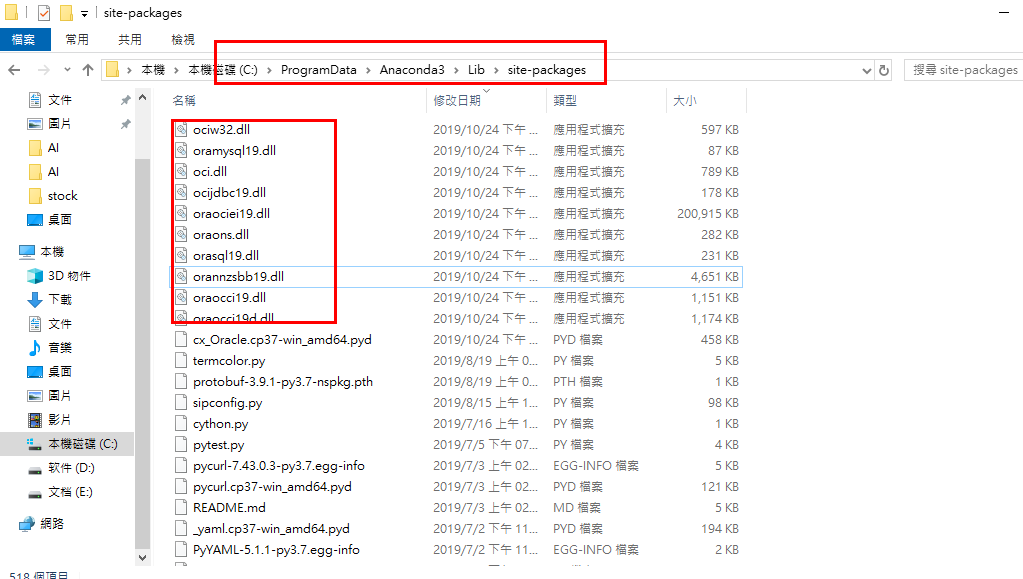 site-packages
檔案 常用 共用 檢視
本機 › 本機磁碟 (C:) › ProgramData › Anaconda3 › Lib › site-packages 搜尋 site-packages
文件
圖片
AI
AI
stock
桌面
本機
3D 物件
下載
文件
音樂
桌面
圖片
影片
本機磁碟 (C:)
软件 (D:)
文档 (E:)
網路
518 個項目
名稱 修改日期 類型 大小
ociw32.dll 2019/10/24 下午 ... 應用程式擴充 597 KB
oramysql19.dll 2019/10/24 下午 ... 應用程式擴充 87 KB
oci.dll 2019/10/24 下午 ... 應用程式擴充 789 KB
ocijdbc19.dll 2019/10/24 下午 ... 應用程式擴充 178 KB
oraociei19.dll 2019/10/24 下午 ... 應用程式擴充 200,915 KB
oraons.dll 2019/10/24 下午 ... 應用程式擴充 282 KB
orasql19.dll 2019/10/24 下午 ... 應用程式擴充 231 KB
orannzsbb19.dll 2019/10/24 下午 ... 應用程式擴充 4,651 KB
oraocci19.dll 2019/10/24 下午 ... 應用程式擴充 1,151 KB
oraocci19d.dll 2019/10/24 下午 ... 應用程式擴充 1,174 KB
cx_Oracle.cp37-win_amd64.pyd 2019/10/24 下午 ... PYD 檔案 458 KB
termcolor.py 2019/8/19 上午 0... PY 檔案 5 KB
protobuf-3.9.1-py3.7-nspkg.pth 2019/8/19 上午 0... PTH 檔案 1 KB
sipconfig.py 2019/8/15 上午 1... PY 檔案 98 KB
cython.py 2019/7/16 上午 1... PY 檔案 1 KB
pytest.py 2019/7/5 下午 07... PY 檔案 4 KB
pycurl-7.43.0.3-py3.7.egg-info 2019/7/3 上午 02... EGG-INFO 檔案 5 KB
pycurl.cp37-win_amd64.pyd 2019/7/3 上午 02... PYD 檔案 121 KB
README.md 2019/7/3 上午 02... MD 檔案 5 KB
_yaml.cp37-win_amd64.pyd 2019/7/2 下午 11... PYD 檔案 194 KB
PyYAML-5.1.1-py3.7.egg-info 2019/7/2 下午 11... EGG-INFO 檔案 2 KB